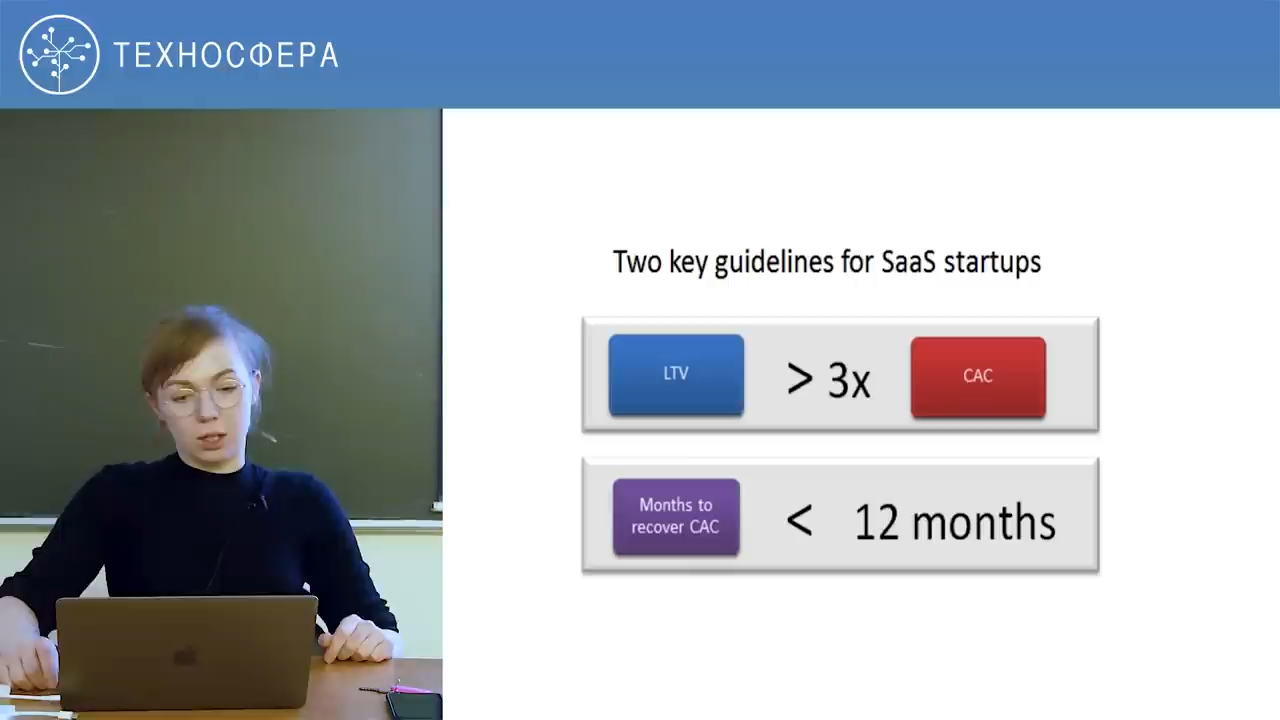 ТЕХНОСФЕРА
Two key guidelines for SaaS startups
LTV > 3x CAC
Months to
recover CAC < 12 months